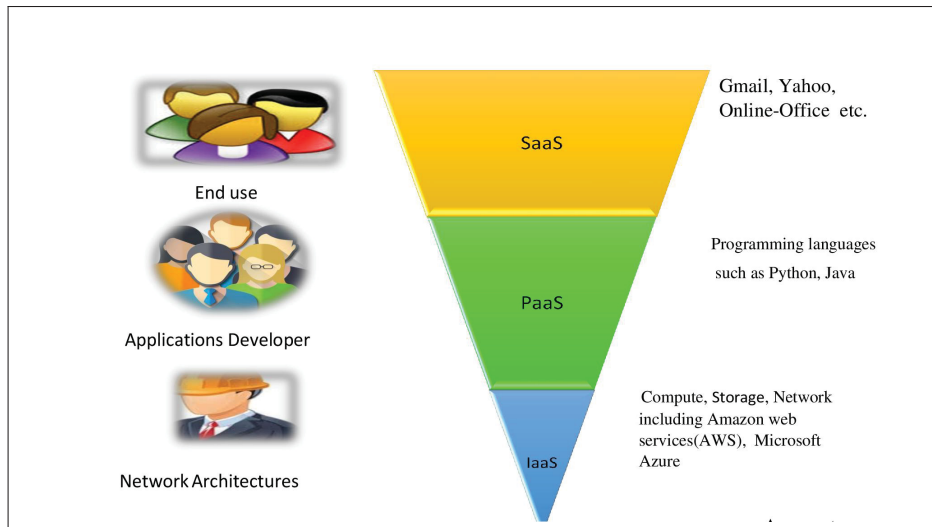 Gmail, Yahoo,
Online-Office etc.
SaaS
End use
Programming languages
such as Python, Java
PaaS
Applications Developer
Compute, Storage, Network
including Amazon web
services(AWS), Microsoft
Azure
IaaS
Network Architectures